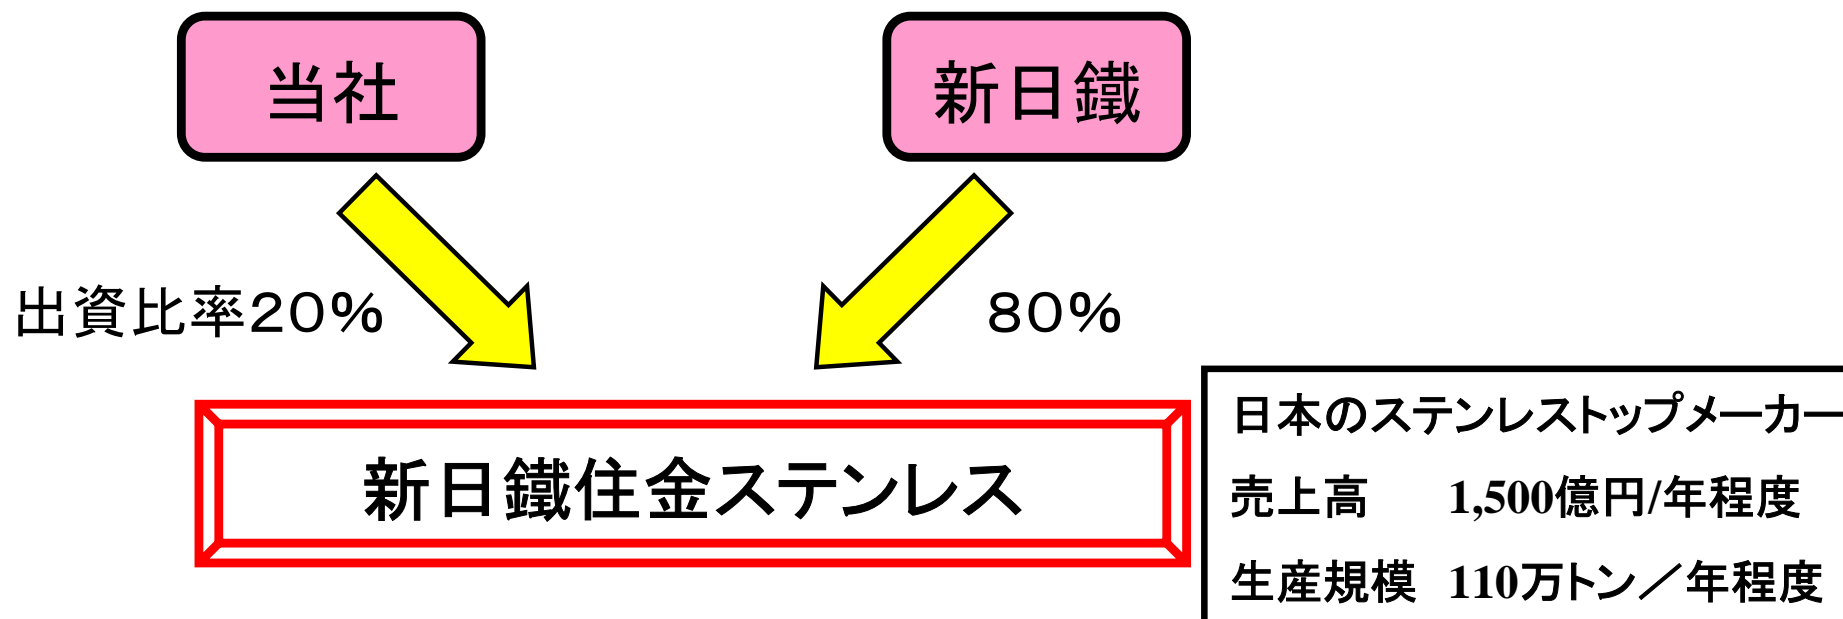 当社
新日鐵
出資比率20%
80%
新日鐵住金ステンレス
日本のステンレストップメーカー
売上高 1,500億円/年程度
生産規模 110万トン／年程度